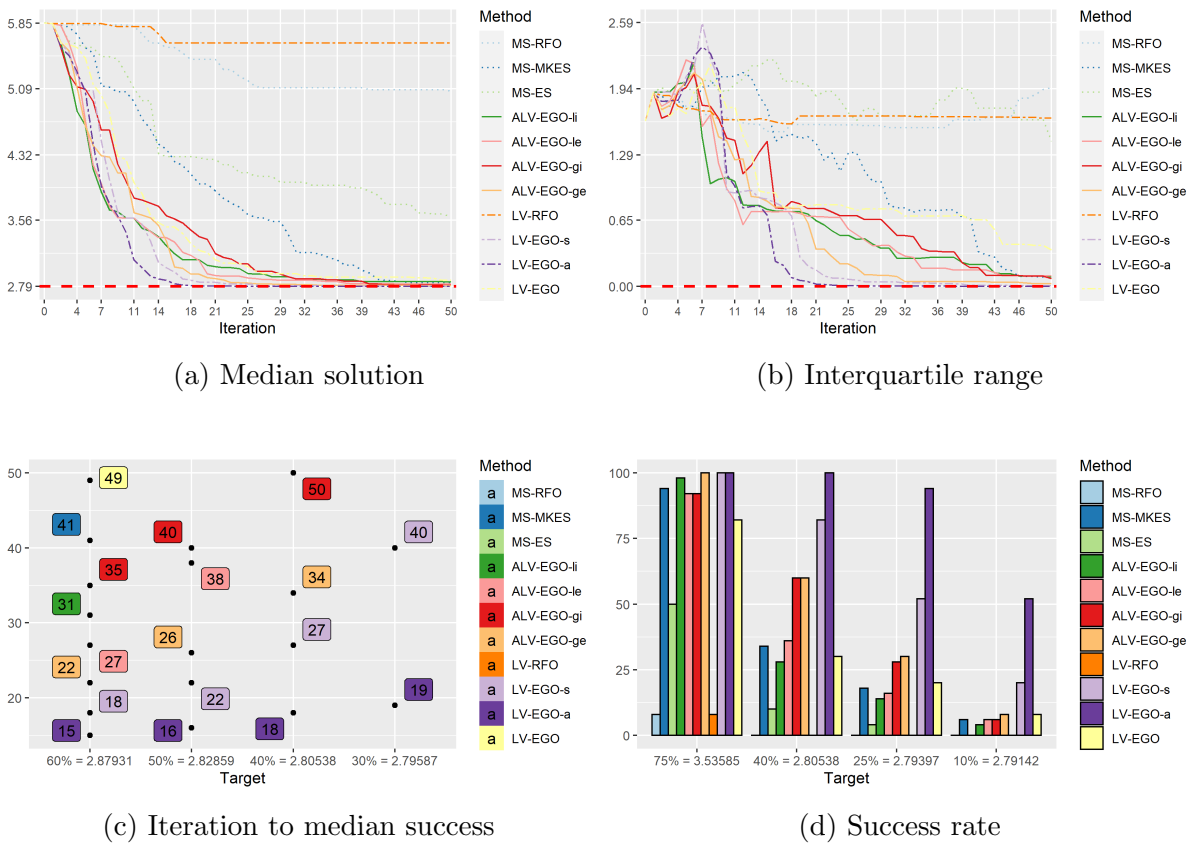 5.85
5.09
4.32
3.56
2.79
0 4 7 11 14 18 21 25 29 32 36 39 43 46 50
Iteration
Method
MS-RFO
MS-MKES
MS-ES
ALV-EGO-li
ALV-EGO-le
ALV-EGO-gi
ALV-EGO-ge
LV-RFO
LV-EGO-s
LV-EGO-a
LV-EGO
(a) Median solution
2.59
1.94
1.29
0.65
0.00
0 4 7 11 14 18 21 25 29 32 36 39 43 46 50
Iteration
Method
MS-RFO
MS-MKES
MS-ES
ALV-EGO-li
ALV-EGO-le
ALV-EGO-gi
ALV-EGO-ge
LV-RFO
LV-EGO-s
LV-EGO-a
LV-EGO
(b) Interquartile range
50
40
30
20
49
41
35
31
27
22
18
15
40
38
26
22
16
50
34
27
18
40
19
60% = 2.87931 50% = 2.82859 40% = 2.80538 30% = 2.79587
Target
Method
a MS-RFO
a MS-MKES
a MS-ES
a ALV-EGO-li
a ALV-EGO-le
a ALV-EGO-gi
a ALV-EGO-ge
a LV-RFO
a LV-EGO-s
a LV-EGO-a
a LV-EGO
(c) Iteration to median success
100
75
50
25
0
75% = 3.53585 40% = 2.80538 25% = 2.79397 10% = 2.79142
Target
Method
MS-RFO
MS-MKES
MS-ES
ALV-EGO-li
ALV-EGO-le
ALV-EGO-gi
ALV-EGO-ge
LV-RFO
LV-EGO-s
LV-EGO-a
LV-EGO
(d) Success rate